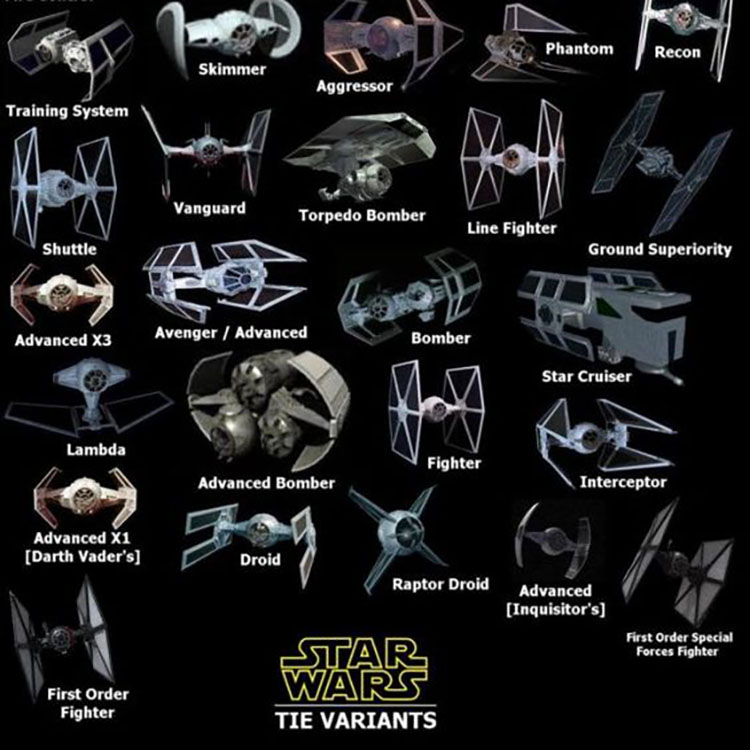 Skimmer
Aggressor
Phantom
Recon
Training System
Vanguard
Torpedo Bomber
Line Fighter
Shuttle
Ground Superiority
Advanced X3
Avenger / Advanced
Bomber
Star Cruiser
Lambda
Advanced Bomber
Fighter
Interceptor
Advanced X1
[Darth Vader's]
Droid
Raptor Droid
Advanced
[Inquisitor's]
First Order Special
Forces Fighter
First Order
Fighter
STAR
WARS
TIE VARIANTS